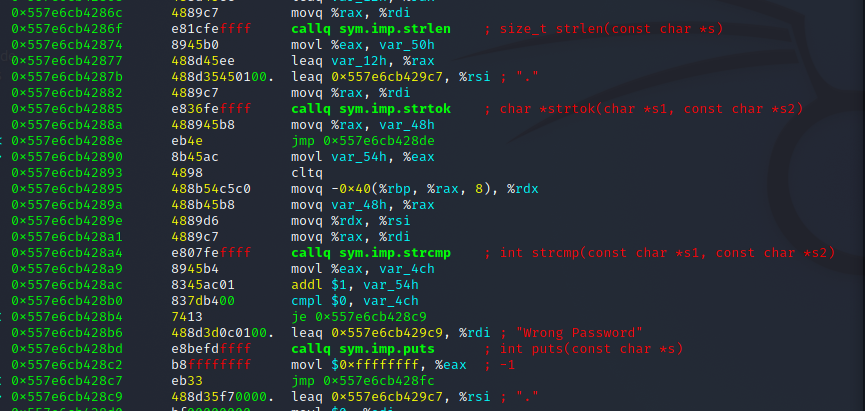 0×557e6cb4286c 4889c7 movq %rax, %rdi
0×557e6cb4286f e81cfeffff callq sym.imp.strlen ; size_t strlen(const char *s)
0×557e6cb42874 8945b0 movl %eax, var_50h
0×557e6cb42877 488d45ee leaq var_12h, %rax
0×557e6cb4287b 488d35450100. leaq 0×557e6cb429c7, %rsi ; "."
0×557e6cb42882 4889c7 movq %rax, %rdi
0×557e6cb42885 e836feffff callq sym.imp.strtok ; char *strtok(char *s1, const char *s2)
0×557e6cb4288a 488945b8 movq %rax, var_48h
0×557e6cb4288e eb4e jmp 0×557e6cb428de
0×557e6cb42890 8b45ac movl var_54h, %eax
0×557e6cb42893 4898 cltq
0×557e6cb42895 488b54c5c0 movq -0×40(%rbp, %rax, 8), %rdx
0×557e6cb4289a 488b45b8 movq var_48h, %rax
0×557e6cb4289e 4889d6 movq %rdx, %rsi
0×557e6cb428a1 4889c7 movq %rax, %rdi
0×557e6cb428a4 e807feffff callq sym.imp.strcmp ; int strcmp(const char *s1, const char *s2)
0×557e6cb428a9 8945b4 movl %eax, var_4ch
0×557e6cb428ac 8345ac01 addl $1, var_54h
0×557e6cb428b0 837db400 cmpl $0, var_4ch
0×557e6cb428b4 7413 je 0×557e6cb428c9
0×557e6cb428b6 488d3d0c0100. leaq 0×557e6cb429c9, %rdi ; "Wrong Password"
0×557e6cb428bd e8befdffff callq sym.imp.puts ; int puts(const char *s)
0×557e6cb428c2 b8ffffffff movl $0×ffffffff, %eax ; -1
0×557e6cb428c7 eb33 jmp 0×557e6cb428fc
0×557e6cb428c9 488d35f70000. leaq 0×557e6cb429c7, %rsi ; "."